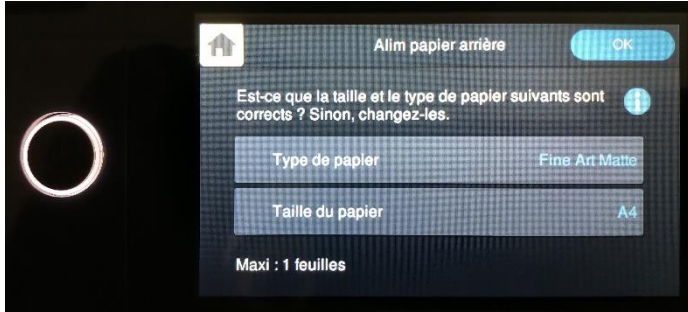 Alim papier arrière
OK
Est-ce que la taille et le type de papier suivants sont
corrects ? Sinon, changez-les.
Type de papier Fine Art Matte
Taille du papier A4
Maxi : 1 feuilles